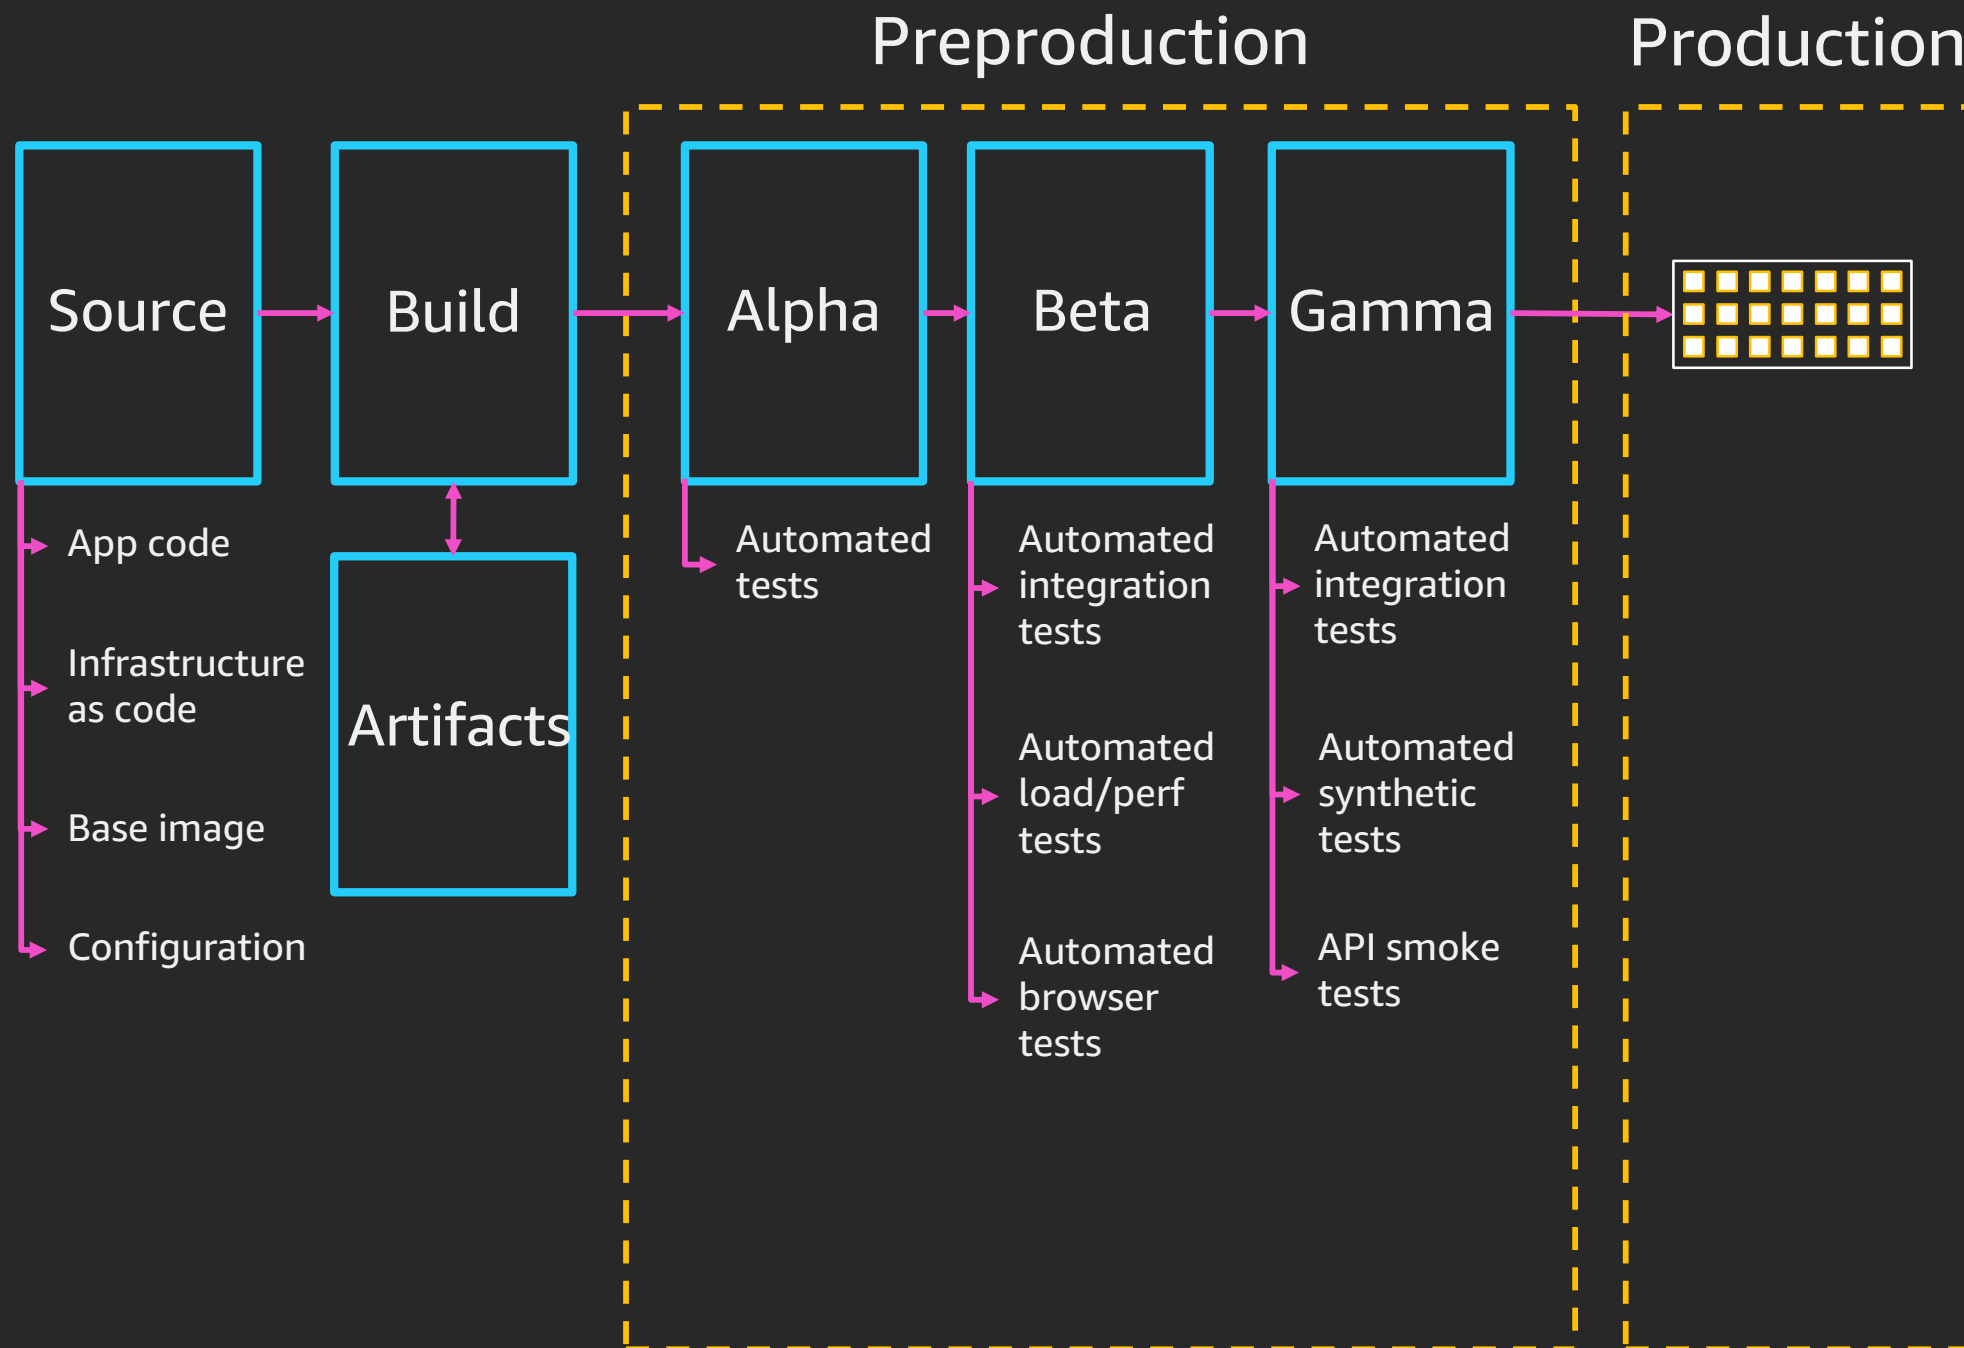 Preproduction
Production
Source
Build
Alpha
Beta
Gamma
App code
Infrastructure
as code
Base image
Configuration
Artifacts
Automated
tests
Automated
integration
tests
Automated
load/perf
tests
Automated
browser
tests
Automated
integration
tests
Automated
synthetic
tests
API smoke
tests